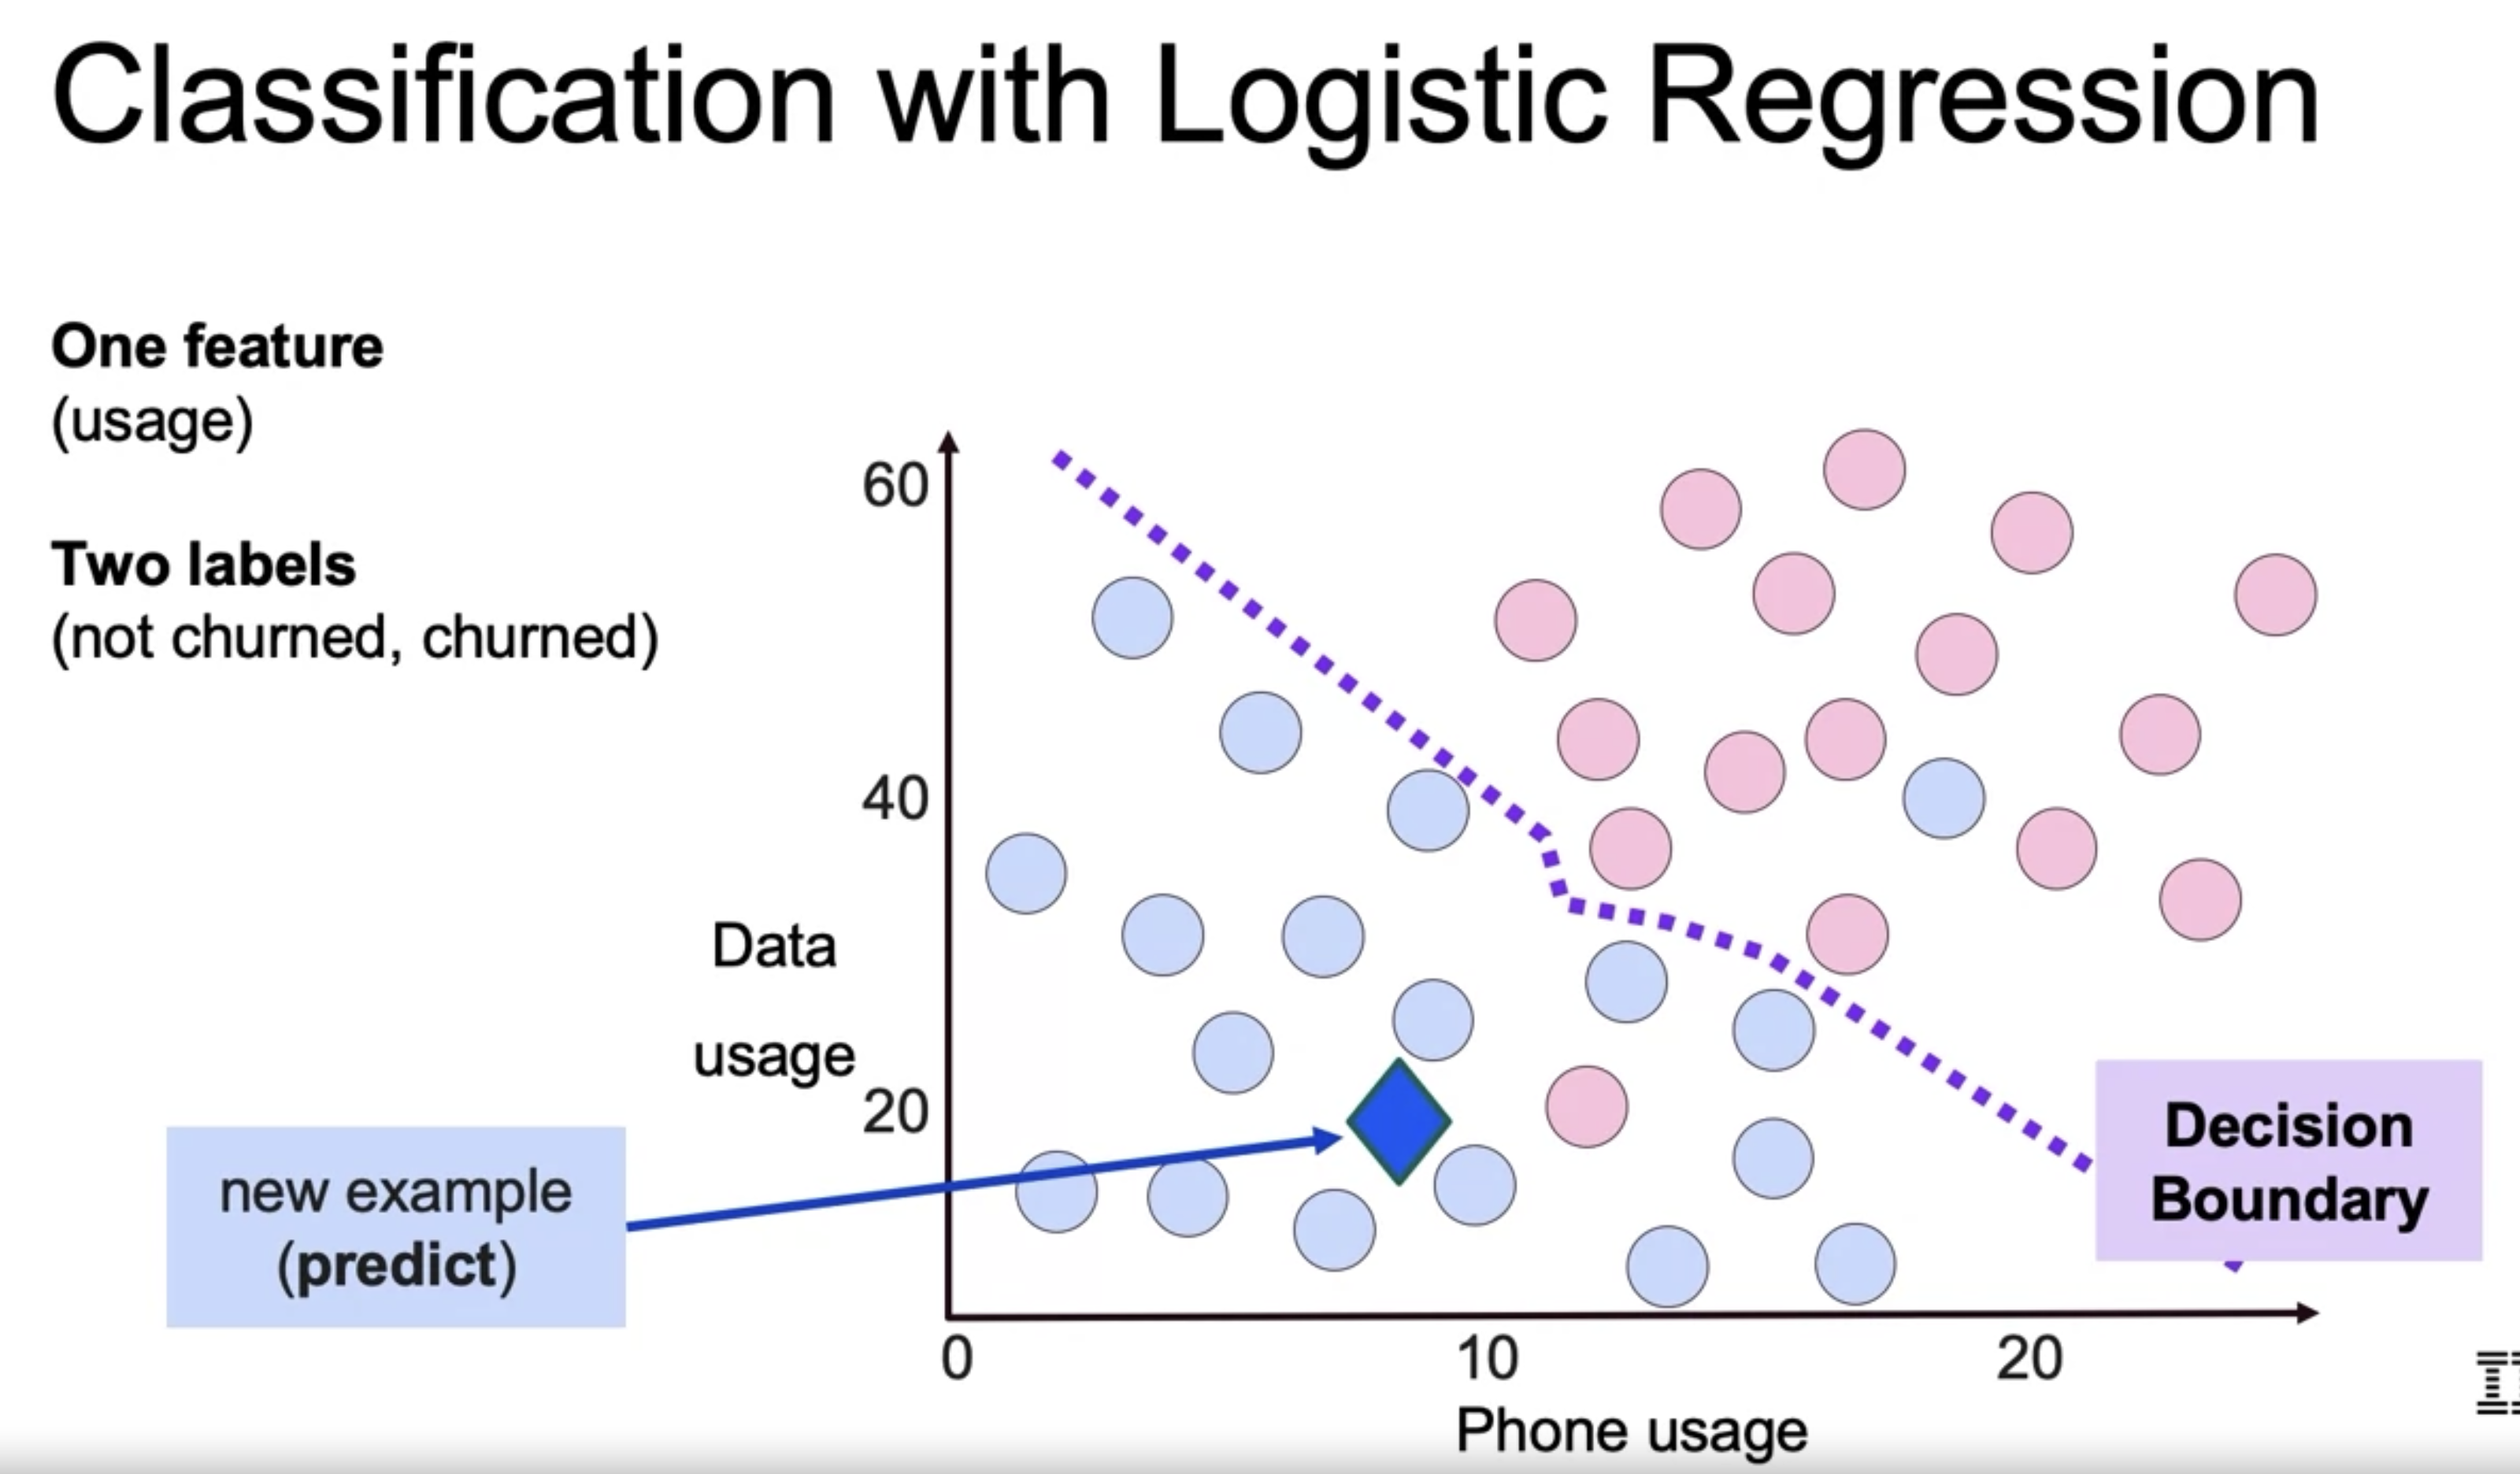 Classification with Logistic Regression
One feature
(usage)
Two labels
(not churned, churned)
60
40
Data
usage
20
new example
(predict)
Decision
Boundary
0 10 20
Phone usage